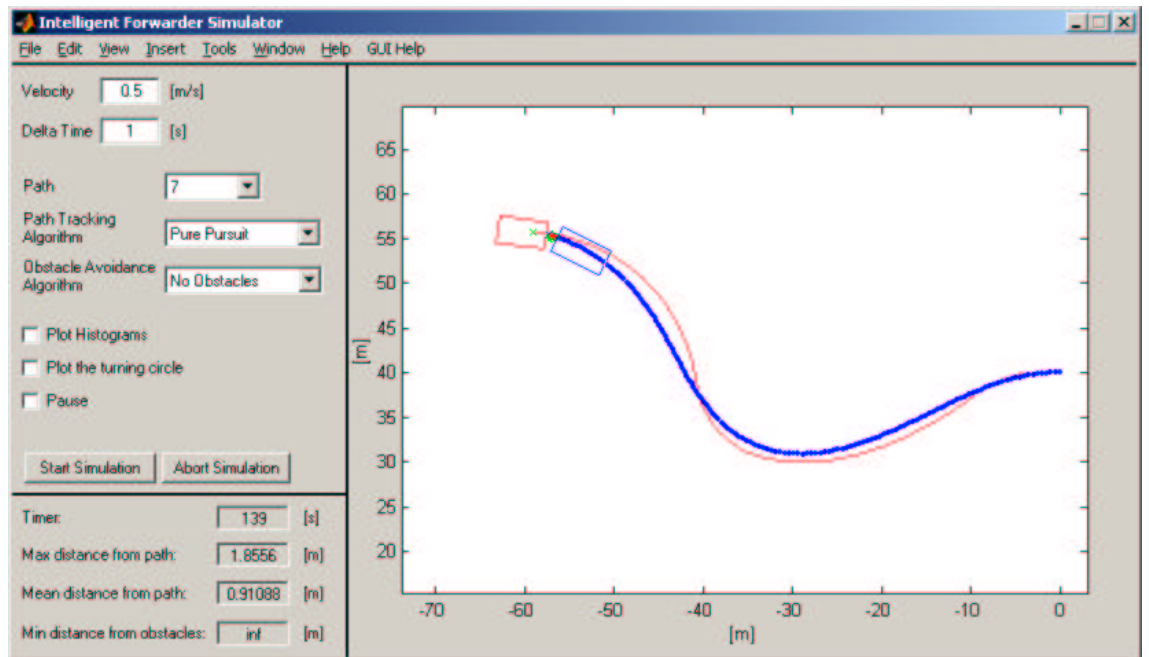 Intelligent Forwarder Simulator
File Edit View Insert Tools Window Help GUI Help
Velocity 0.5 [m/s]
Delta Time 1 [s]
Path 7
Path Tracking
Algorithm
Pure Pursuit
Obstacle Avoidance
Algorithm
No Obstacles
Plot Histograms
Plot the turning circle
Pause
Start Simulation Abort Simulation
Timer: 139 [s]
Max distance from path: 1.8556 [m]
Mean distance from path: 0.91088 [m]
Min distance from obstacles: inf [m]
65
60
55
50
45
40
35
30
25
20
[m]
-70 -60 -50 -40 -30 -20 -10 0
[m]